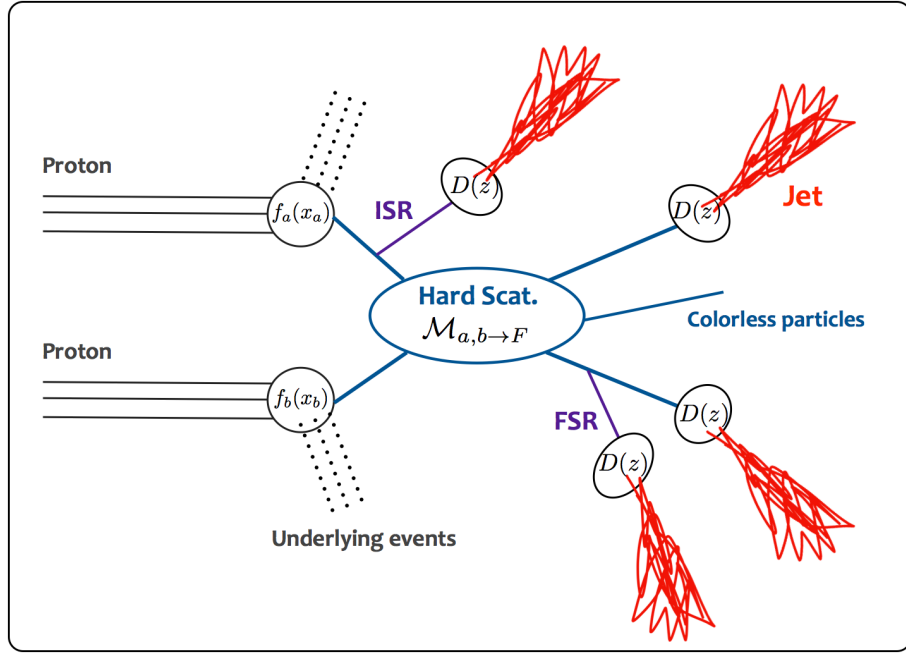 Proton
f_a(x_a)
ISR
D(z)
D(z)
Jet
Hard Scat.
M_{a,b→F}
Colorless particles
Proton
f_b(x_b)
D(z)
FSR
D(z)
Underlying events